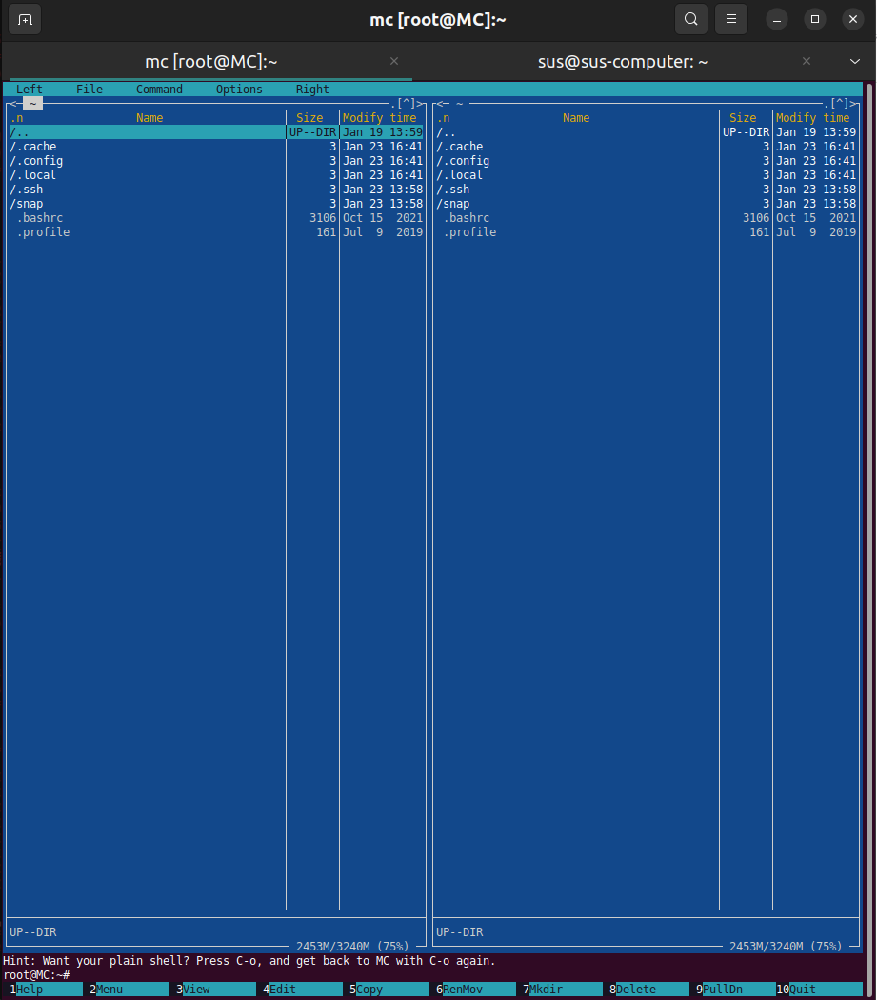 mc [root@MC]:~
mc [root@MC]:~ sus@sus-computer: ~
Left File Command Options Right
<─ ~ ─.[^]> <─ ~ ─.[^]>
.n Name Size Modify time .n Name Size Modify time
/.. UP--DIR Jan 19 13:59 /.. UP--DIR Jan 19 13:59
/.cache 3 Jan 23 16:41 /.cache 3 Jan 23 16:41
/.config 3 Jan 23 16:41 /.config 3 Jan 23 16:41
/.local 3 Jan 23 16:41 /.local 3 Jan 23 16:41
/.ssh 3 Jan 23 13:58 /.ssh 3 Jan 23 13:58
/snap 3 Jan 23 13:58 /snap 3 Jan 23 13:58
.bashrc 3106 Oct 15 2021 .bashrc 3106 Oct 15 2021
.profile 161 Jul 9 2019 .profile 161 Jul 9 2019
UP--DIR UP--DIR
2453M/3240M (75%) 2453M/3240M (75%)
Hint: Want your plain shell? Press C-o, and get back to MC with C-o again.
root@MC:~#
1Help 2Menu 3View 4Edit 5Copy 6RenMov 7Mkdir 8Delete 9PullDn 10Quit